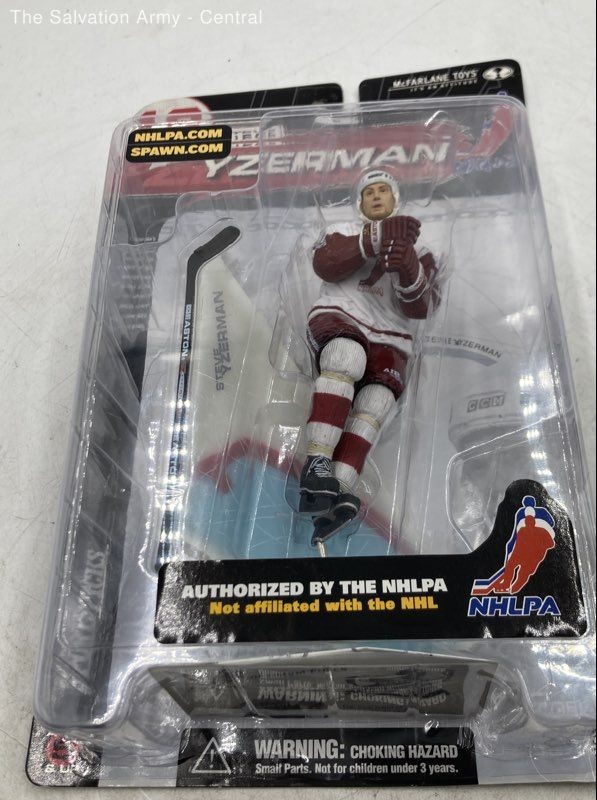 The Salvation Army - Central
McFARLANE TOYS
NHLPA.COM
SPAWN.COM
YZERMAN
EASTON
STEVE
YZERMAN
YZERMAN
CCM
AUTHORIZED BY THE NHLPA
Not affiliated with the NHL
NHLPA
WARNING: CHOKING HAZARD
Small Parts. Not for children under 3 years.